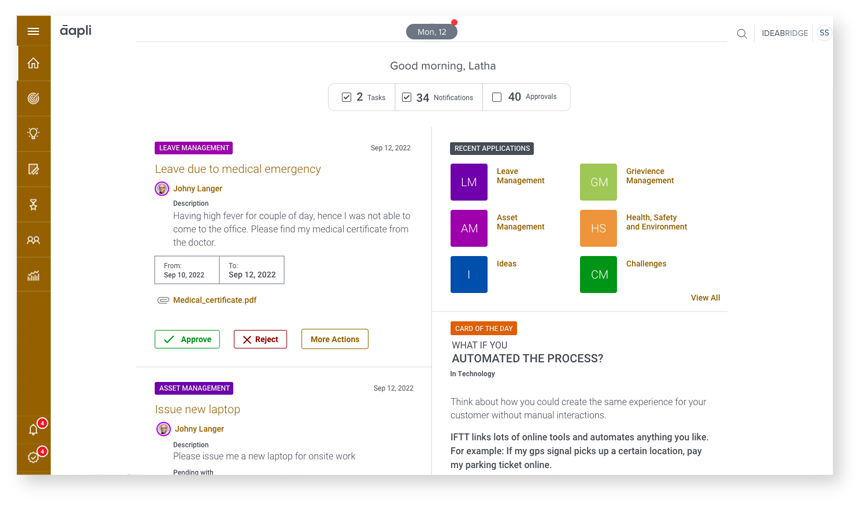 āapli
Mon, 12
IDEABRIDGE
SS
Good morning, Latha
2 Tasks
34 Notifications
40 Approvals
LEAVE MANAGEMENT
Sep 12, 2022
Leave due to medical emergency
Johny Langer
Description
Having high fever for couple of day, hence I was not able to
come to the office. Please find my medical certificate from
the doctor.
From:
Sep 10, 2022
To:
Sep 12, 2022
Medical_certificate.pdf
Approve
Reject
More Actions
ASSET MANAGEMENT
Sep 12, 2022
Issue new laptop
Johny Langer
Description
Please issue me a new laptop for onsite work
Pending with
4
4
RECENT APPLICATIONS
LM
Leave
Management
GM
Grievience
Management
AM
Asset
Management
HS
Health, Safety
and Environment
I
Ideas
CM
Challenges
View All
CARD OF THE DAY
WHAT IF YOU
AUTOMATED THE PROCESS?
In Technology
Think about how you could create the same experience for your
customer without manual interactions.
IFTT links lots of online tools and automates anything you like.
For example: If my gps signal picks up a certain location, pay
my parking ticket online.